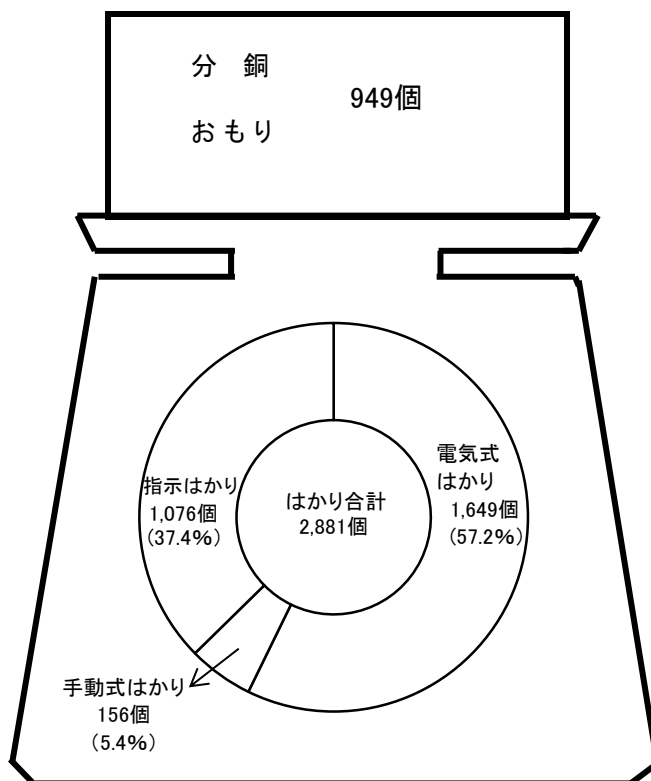 分　銅
949個
おもり
電気式
はかり
1,649個
(57.2%)
指示はかり
1,076個
(37.4%)
はかり合計
2,881個
手動式はかり
156個
(5.4%)